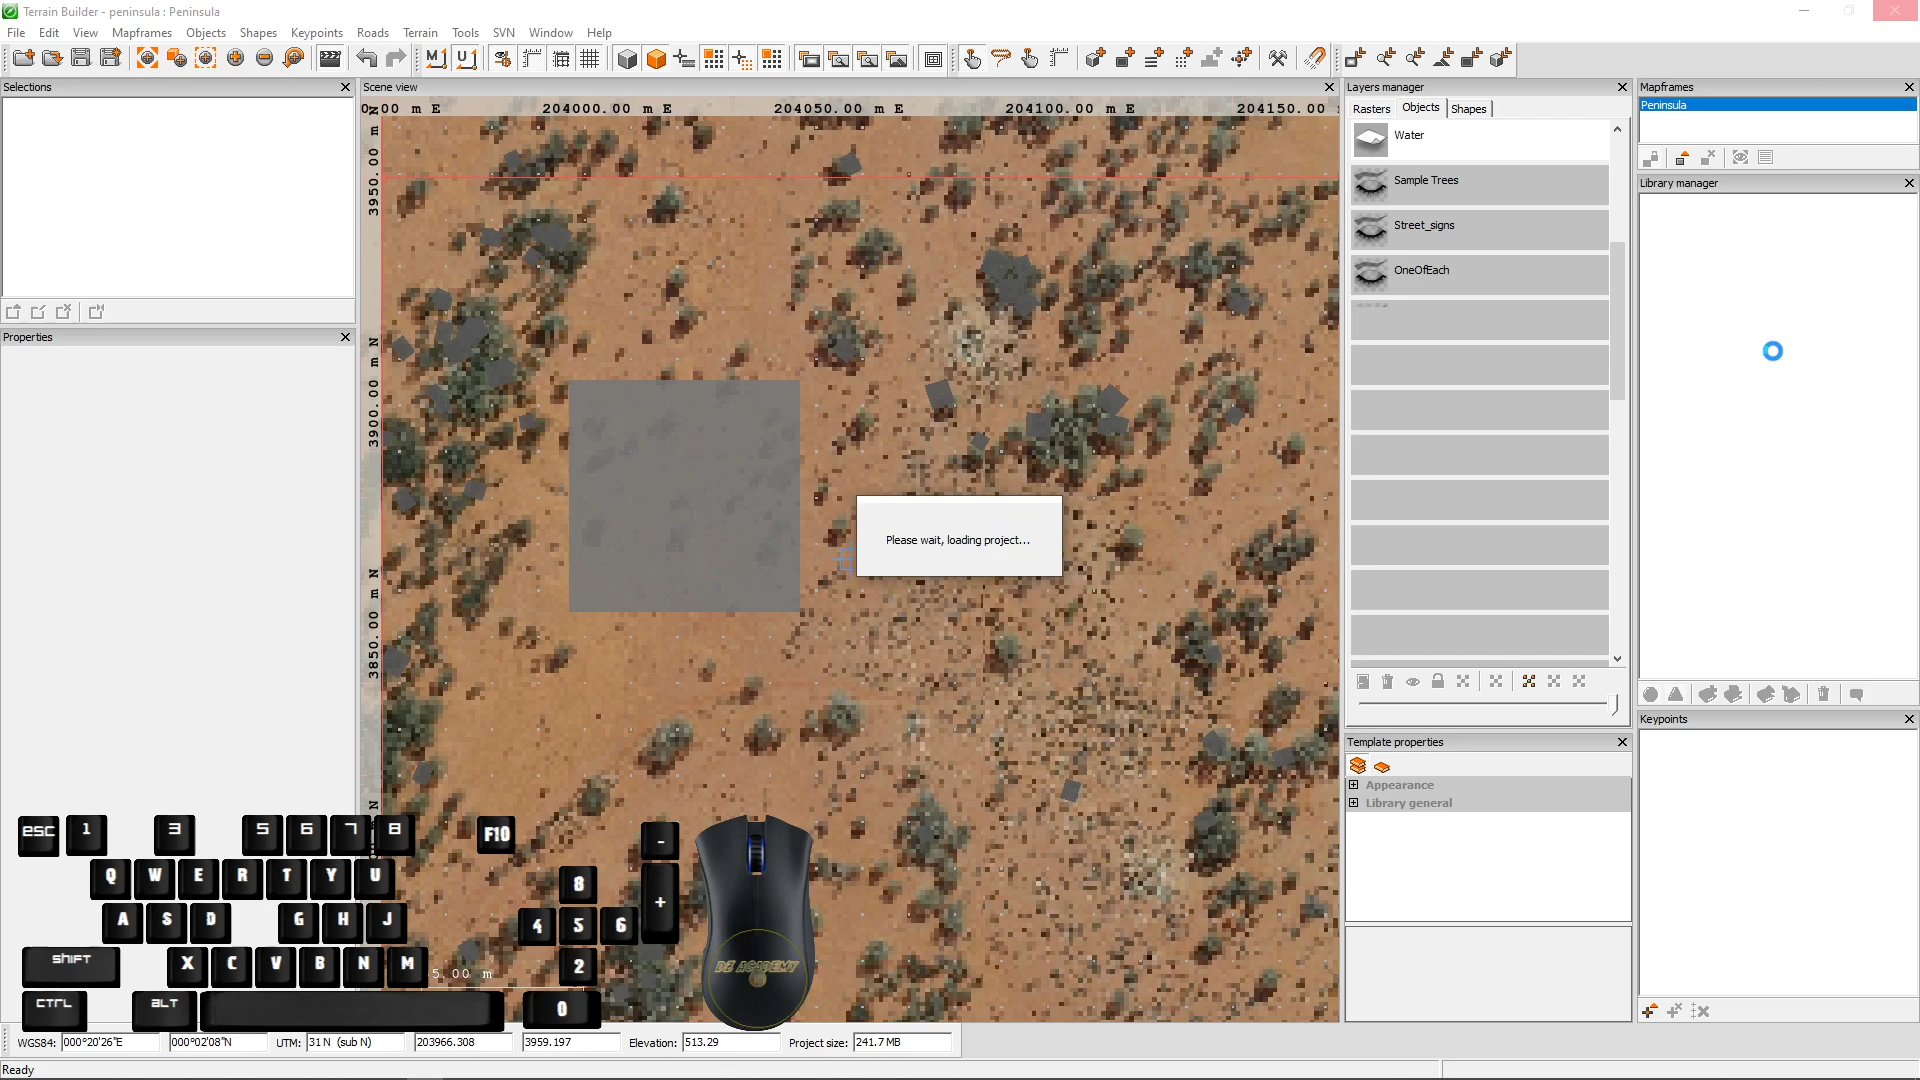 Terrain Builder - peninsula : Peninsula
File Edit View Mapframes Objects Shapes Keypoints Roads Terrain Tools SVN Window Help
Selections
Scene view
Layers manager
Mapframes
0.00 m E 204000.00 m E 204050.00 m E 204100.00 m E 204150.00
Rasters Objects Shapes
Peninsula
Water
3950.00 m N
Sample Trees
Library manager
Street_signs
OneOfEach
Properties
3900.00 m N
Please wait, loading project...
3850.00 m N
Keypoints
Template properties
Appearance
Library general
esc 1 3 5 6 7 8 F10 -
Q W E R T Y U 8 +
A S D G H J 4 5 6
SHIFT X C V B N M 2
5.00 m
DE ACADEMY
CTRL ALT 0
WGS84: 000°20'26"E 000°02'08"N UTM: 31 N (sub N) 203966.308 3959.197 Elevation: 513.29 Project size: 241.7 MB
Ready